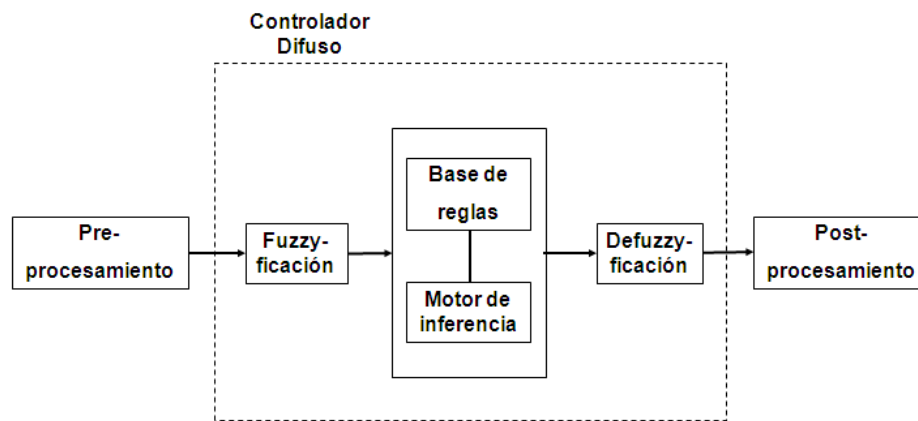 Controlador
Difuso
Pre-
procesamiento
Fuzzy-
ficación
Base de
reglas
Motor de
inferencia
Defuzzy-
ficación
Post-
procesamiento